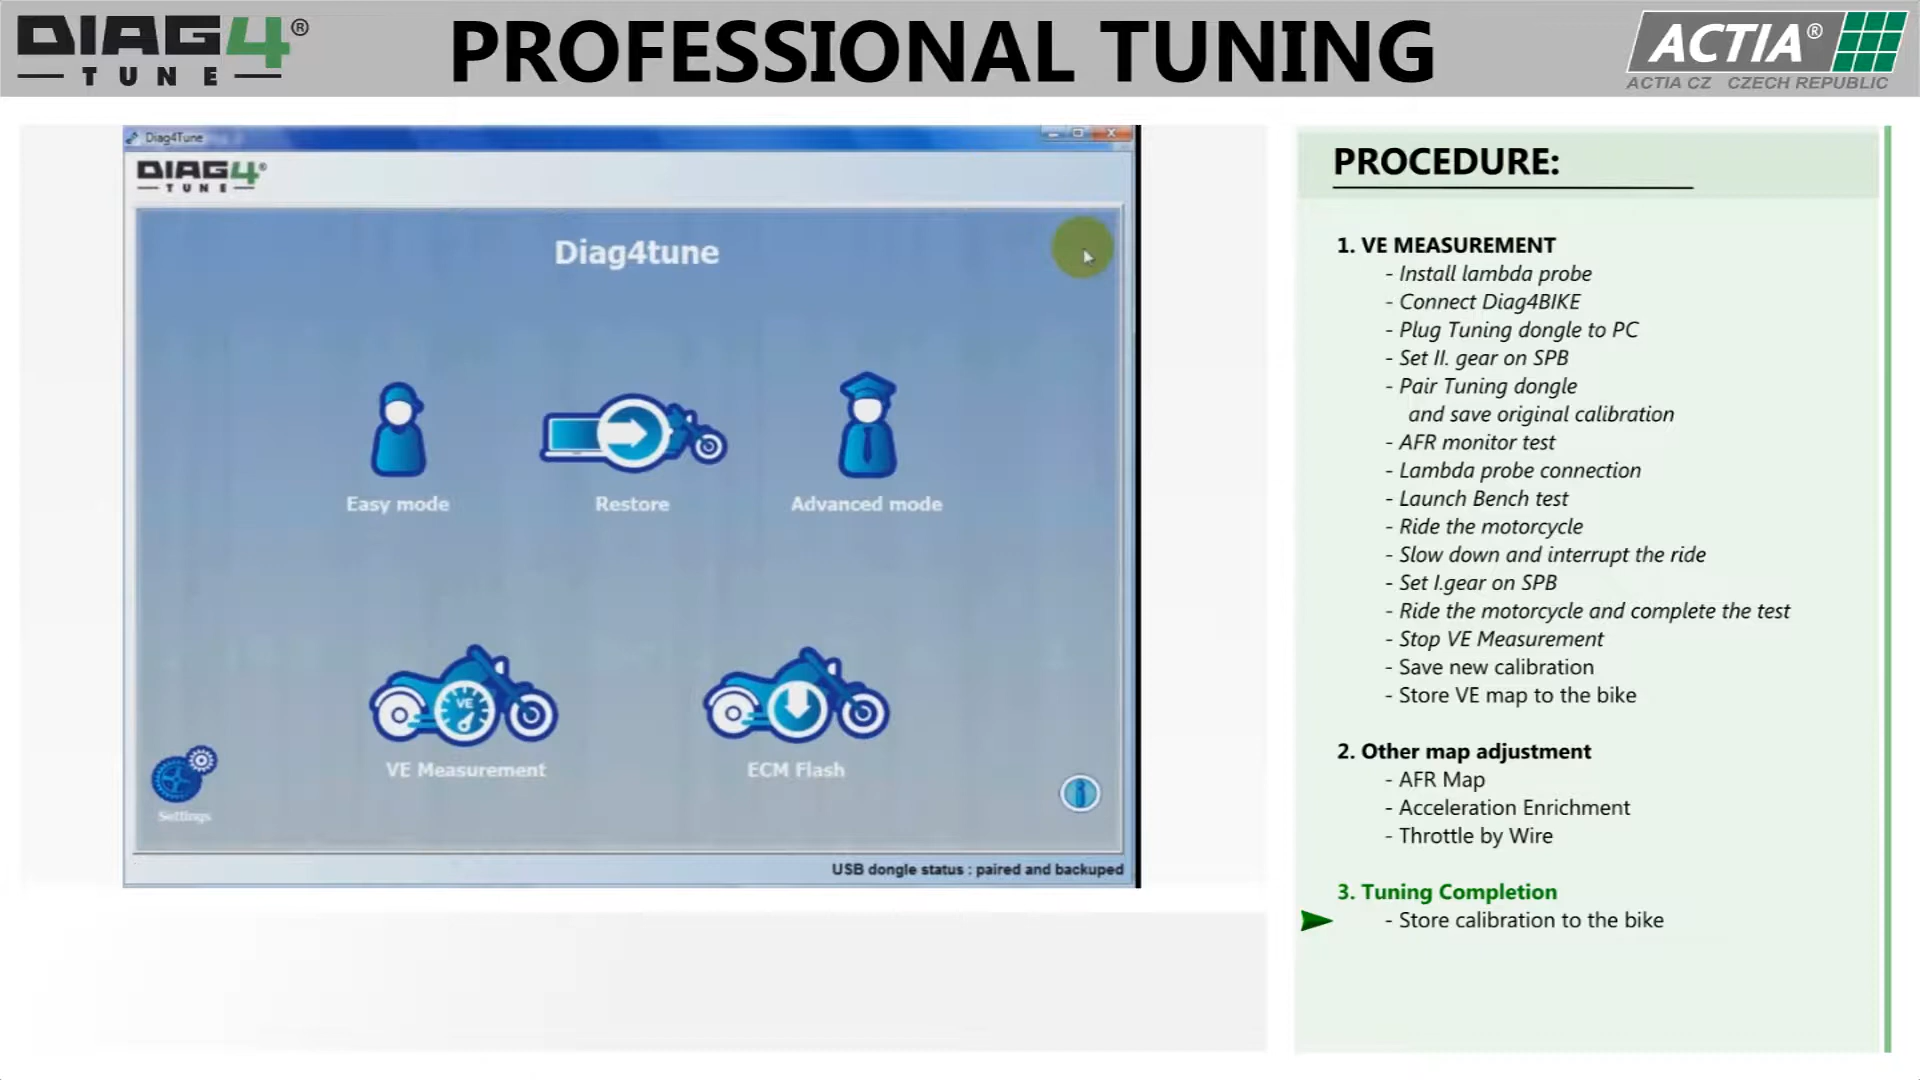 DIAG4®
TUNE
PROFESSIONAL TUNING
ACTIA®
ACTIA CZ CZECH REPUBLIC
Diag4Tune
DIAG4®
TUNE
Diag4tune
Easy mode
Restore
Advanced mode
VE
VE Measurement
ECM Flash
Settings
USB dongle status : paired and backuped
PROCEDURE:
1. VE MEASUREMENT
- Install lambda probe
- Connect Diag4BIKE
- Plug Tuning dongle to PC
- Set II. gear on SPB
- Pair Tuning dongle
and save original calibration
- AFR monitor test
- Lambda probe connection
- Launch Bench test
- Ride the motorcycle
- Slow down and interrupt the ride
- Set I.gear on SPB
- Ride the motorcycle and complete the test
- Stop VE Measurement
- Save new calibration
- Store VE map to the bike
2. Other map adjustment
- AFR Map
- Acceleration Enrichment
- Throttle by Wire
3. Tuning Completion
- Store calibration to the bike